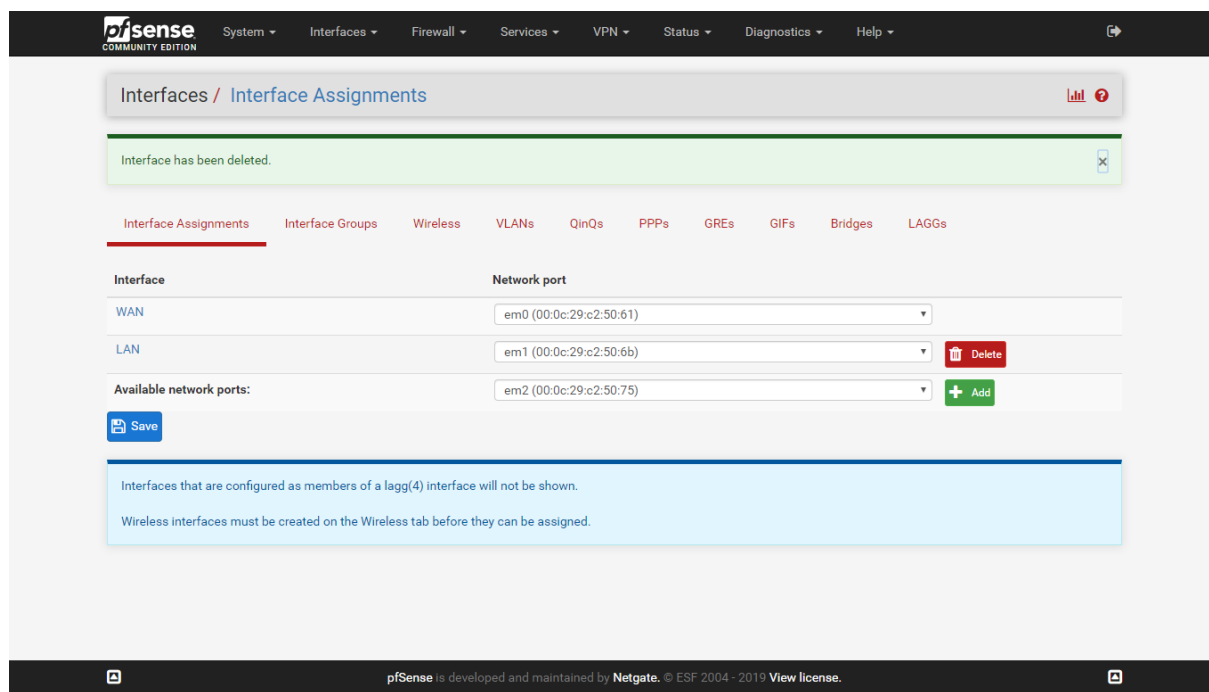 pfsense
COMMUNITY EDITION
System Interfaces Firewall Services VPN Status Diagnostics Help
Interfaces / Interface Assignments
Interface has been deleted.
×
Interface Assignments Interface Groups Wireless VLANs QinQs PPPs GREs GIFs Bridges LAGGs
Interface Network port
WAN em0 (00:0c:29:c2:50:61)
LAN em1 (00:0c:29:c2:50:6b) Delete
Available network ports: em2 (00:0c:29:c2:50:75) Add
Save
Interfaces that are configured as members of a lagg(4) interface will not be shown.
Wireless interfaces must be created on the Wireless tab before they can be assigned.
pfSense is developed and maintained by Netgate. © ESF 2004 - 2019 View license.